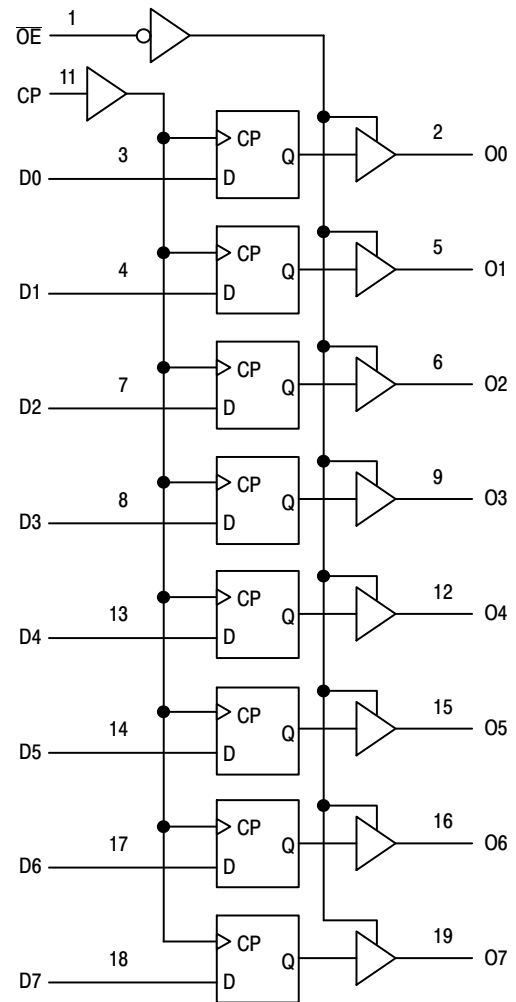 O̅E̅ 1
CP 11
D0 3 CP D Q 2 O0
D1 4 CP D Q 5 O1
D2 7 CP D Q 6 O2
D3 8 CP D Q 9 O3
D4 13 CP D Q 12 O4
D5 14 CP D Q 15 O5
D6 17 CP D Q 16 O6
D7 18 CP D Q 19 O7